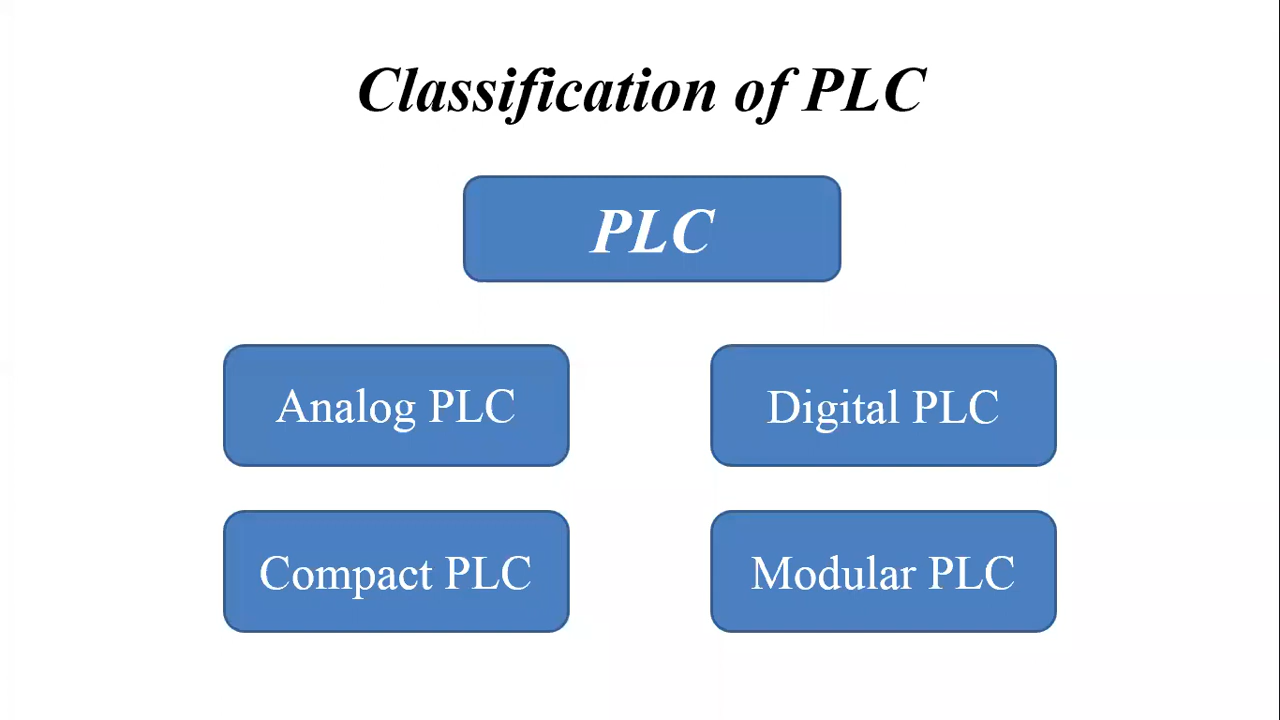 Classification of PLC
PLC
Analog PLC
Digital PLC
Compact PLC
Modular PLC